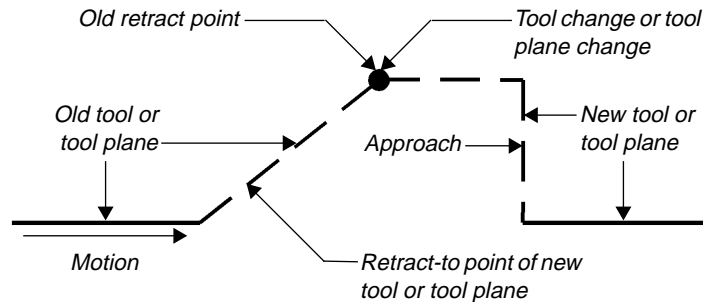 Old retract point
Tool change or tool
plane change
Old tool or
tool plane
Approach
New tool or
tool plane
Motion
Retract-to point of new
tool or tool plane